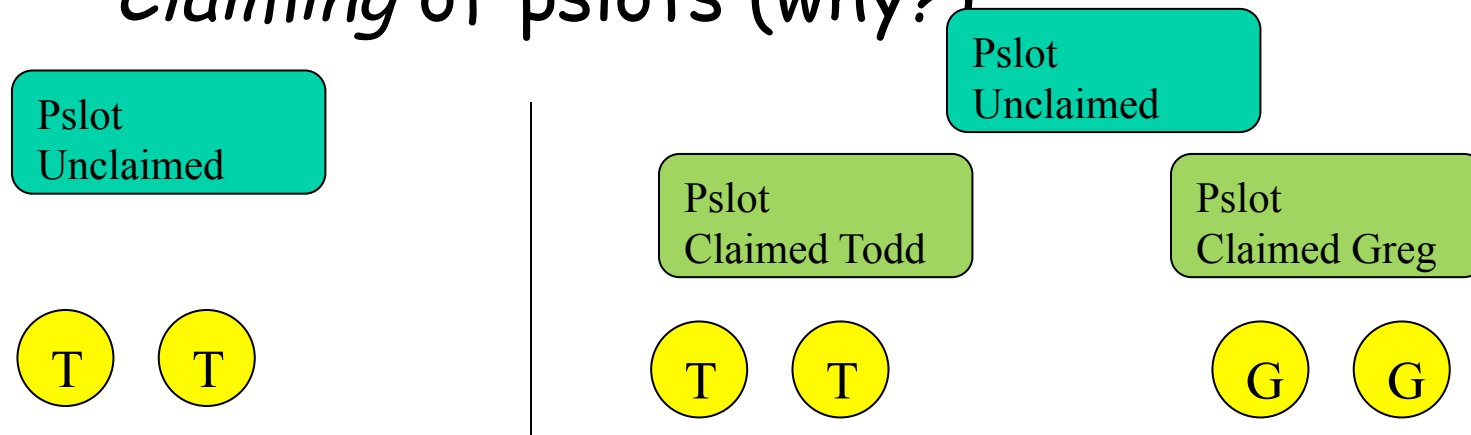 Claiming of pslots (why?)
Pslot
Unclaimed
Pslot
Unclaimed
Pslot
Claimed Todd
Pslot
Claimed Greg
T T
T T
G G